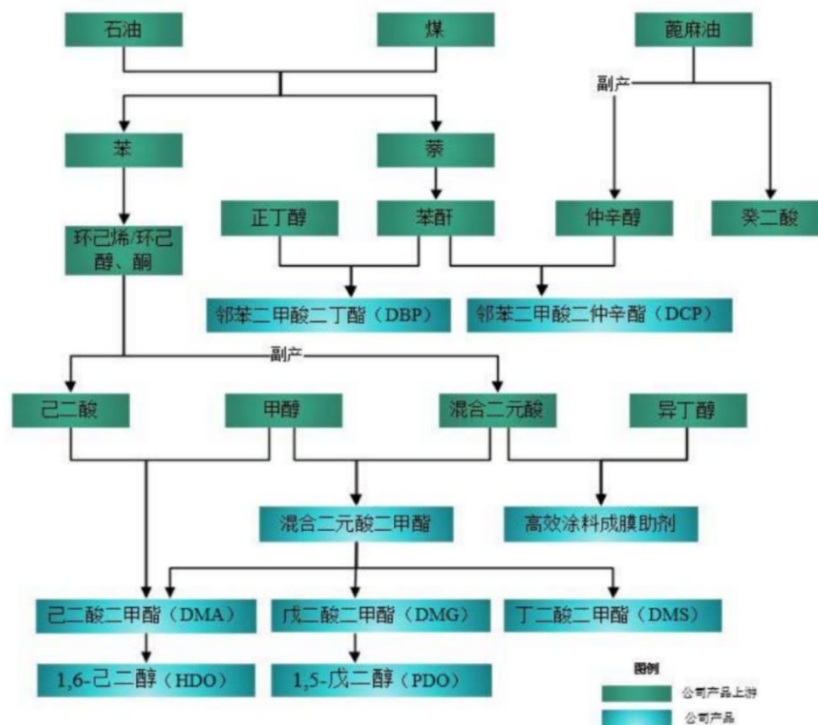 石油
煤
蓖麻油
副产
苯
萘
正丁醇
苯酐
仲辛醇
癸二酸
环己烯/环己
醇、酮
邻苯二甲酸二丁酯（DBP）
邻苯二甲酸二仲辛酯（DCP）
副产
己二酸
甲醇
混合二元酸
异丁醇
混合二元酸二甲酯
高效涂料成膜助剂
己二酸二甲酯（DMA）
戊二酸二甲酯（DMG）
丁二酸二甲酯（DMS）
1,6-己二醇（HDO）
1,5-戊二醇（PDO）
图例
公司产品上游
公司产品